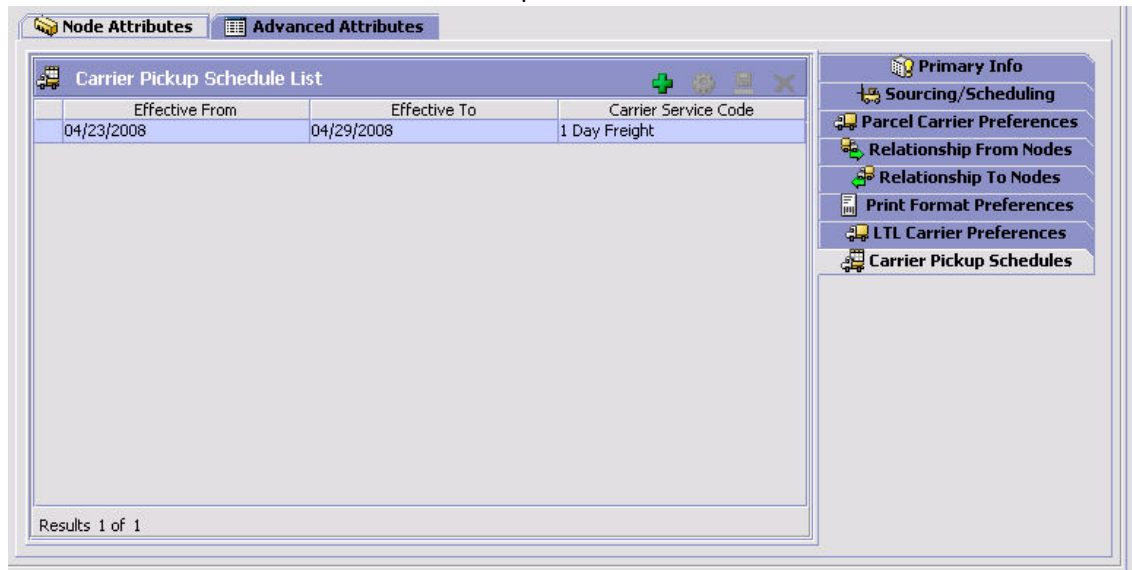 Node Attributes Advanced Attributes
Carrier Pickup Schedule List
Effective From Effective To Carrier Service Code
04/23/2008 04/29/2008 1 Day Freight
Results 1 of 1
Primary Info
Sourcing/Scheduling
Parcel Carrier Preferences
Relationship From Nodes
Relationship To Nodes
Print Format Preferences
LTL Carrier Preferences
Carrier Pickup Schedules